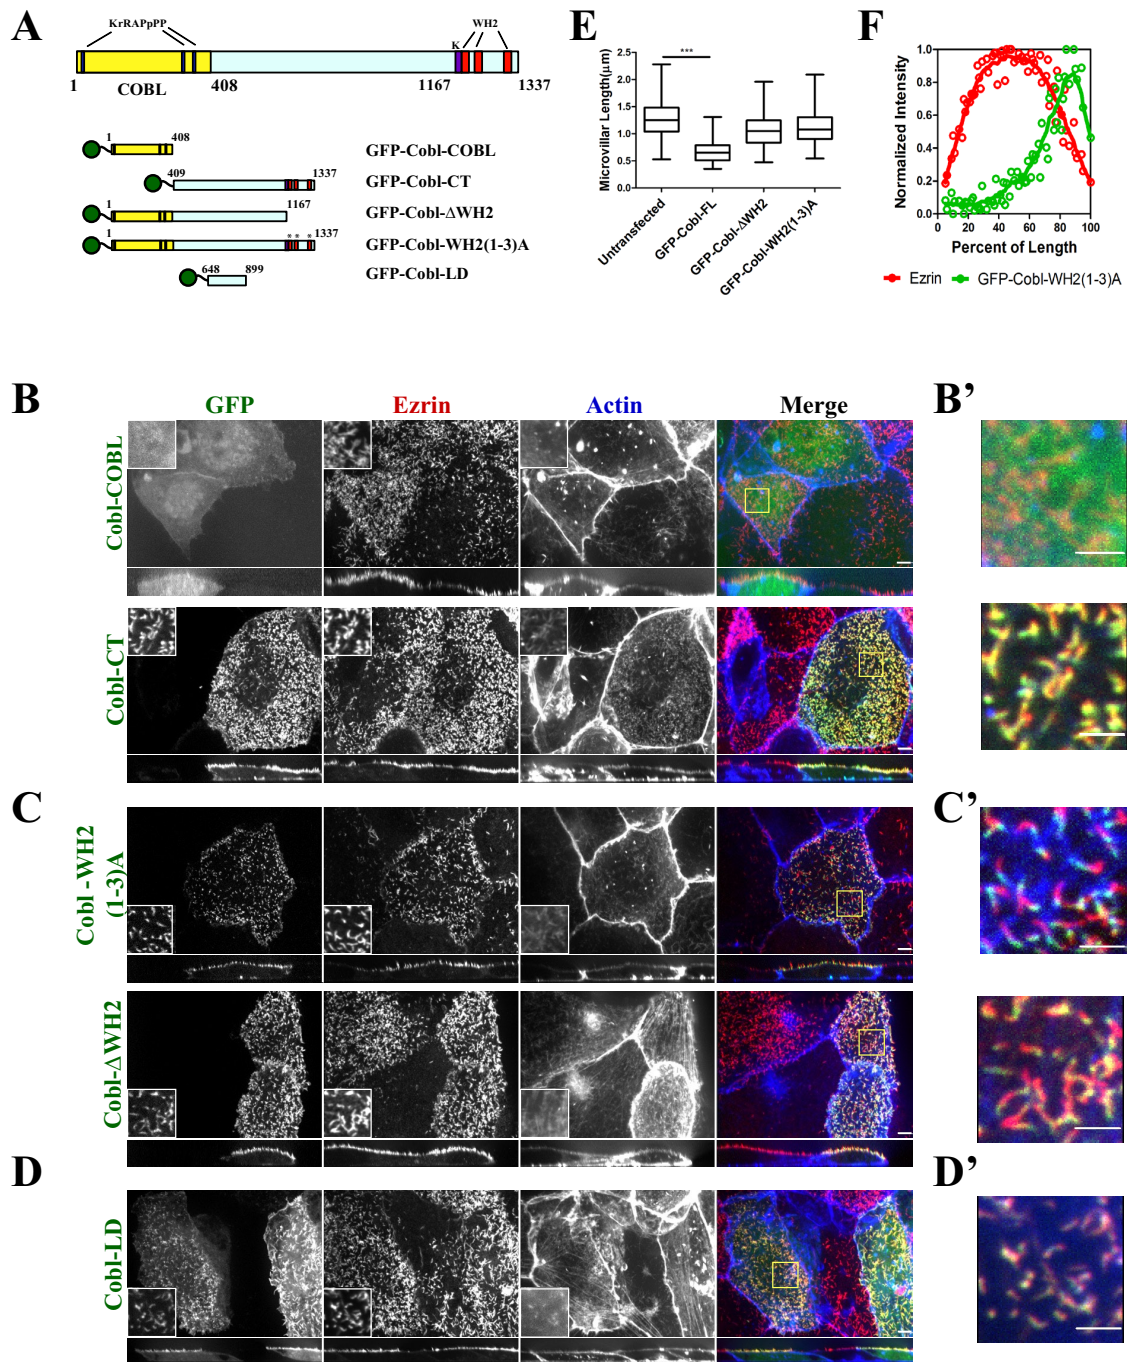 A
KrRAPpPP
WH2
K
1
COBL
408
1167
1337
1
408
GFP-Cobl-COBL
409
1337
GFP-Cobl-CT
1
1167
GFP-Cobl-ΔWH2
1
* * *
1337
GFP-Cobl-WH2(1-3)A
648
899
GFP-Cobl-LD
E
Microvillar Length(µm)
2.5
2.0
1.5
1.0
0.5
0.0
***
Untransfected
GFP-Cobl-FL
GFP-Cobl-ΔWH2
GFP-Cobl-WH2(1-3)A
F
Normalized Intensity
1.0
0.8
0.6
0.4
0.2
0.0
0 20 40 60 80 100
Percent of Length
Ezrin
GFP-Cobl-WH2(1-3)A
B
GFP
Ezrin
Actin
Merge
B’
Cobl-COBL
Cobl-CT
C
C’
Cobl -WH2
(1-3)A
Cobl-ΔWH2
D
D’
Cobl-LD